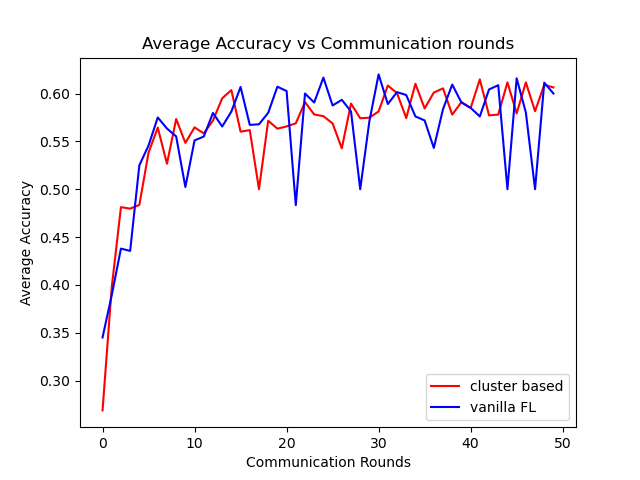 Average Accuracy vs Communication rounds
Average Accuracy
0.60
0.55
0.50
0.45
0.40
0.35
0.30
0
10
20
30
40
50
Communication Rounds
cluster based
vanilla FL